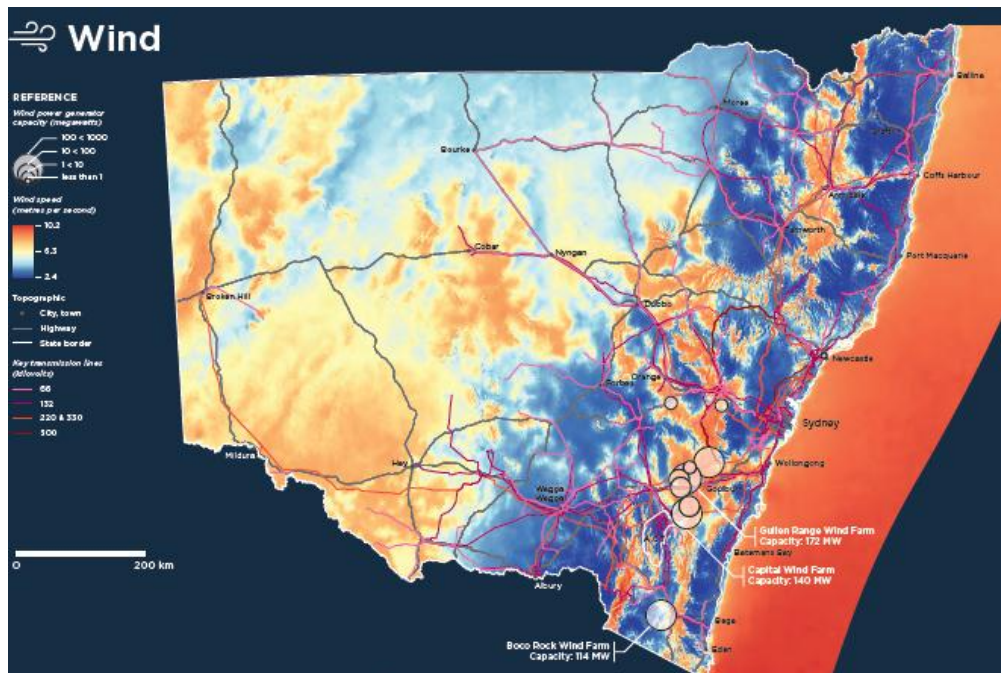 Wind
REFERENCE
Wind power generator
capacity (megawatts)
100 < 1000
10 < 100
1 < 10
less than 1
Wind speed
(metres per second)
10.2
6.3
2.4
Topographic
City, town
Highway
State border
Key transmission lines
(kilovolts)
66
132
220 & 330
500
0
200 km
Ballina
Moree
Bourke
Coffs Harbour
Armidale
Tamworth
Port Macquarie
Cobar
Nyngan
Broken Hill
Dubbo
Newcastle
Orange
Forbes
Sydney
Mildura
Hay
Wollongong
Wagga
Wagga
Goulburn
Gullen Range Wind Farm
Capacity: 172 MW
Batemans Bay
Capital Wind Farm
Capacity: 140 MW
Albury
Bega
Boco Rock Wind Farm
Capacity: 114 MW
Eden